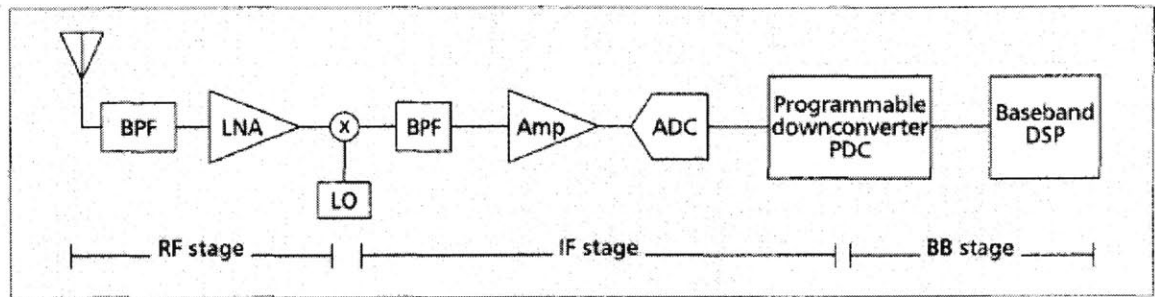 BPF
LNA
X
LO
BPF
Amp
ADC
Programmable
downconverter
PDC
Baseband
DSP
RF stage
IF stage
BB stage